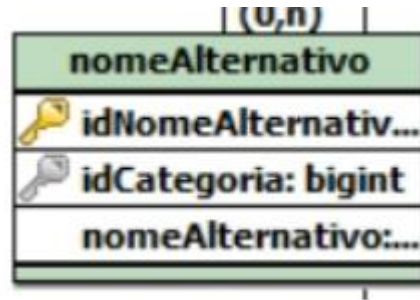 (0,n)
nomeAlternativo
idNomeAlternativ...
idCategoria: bigint
nomeAlternativo:...